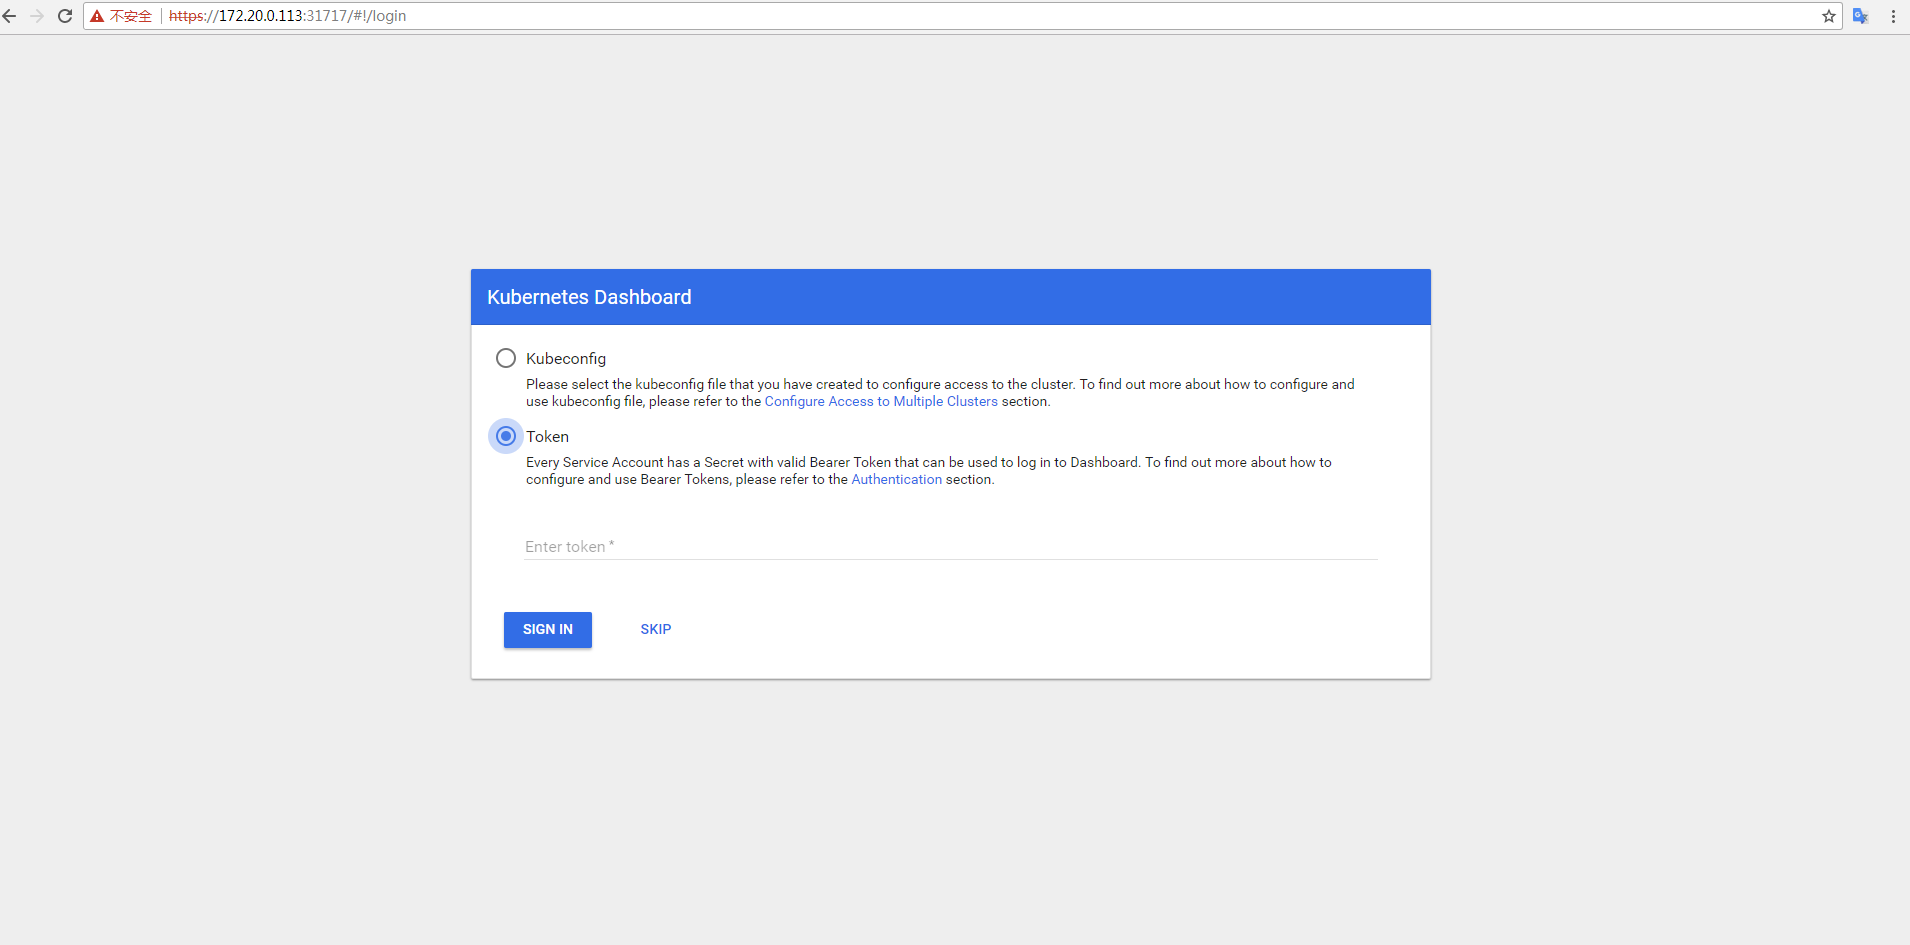 不安全 https://172.20.0.113:31717/#!/login
Kubernetes Dashboard
Kubeconfig
Please select the kubeconfig file that you have created to configure access to the cluster. To find out more about how to configure and
use kubeconfig file, please refer to the Configure Access to Multiple Clusters section.
Token
Every Service Account has a Secret with valid Bearer Token that can be used to log in to Dashboard. To find out more about how to
configure and use Bearer Tokens, please refer to the Authentication section.
Enter token *
SIGN IN SKIP